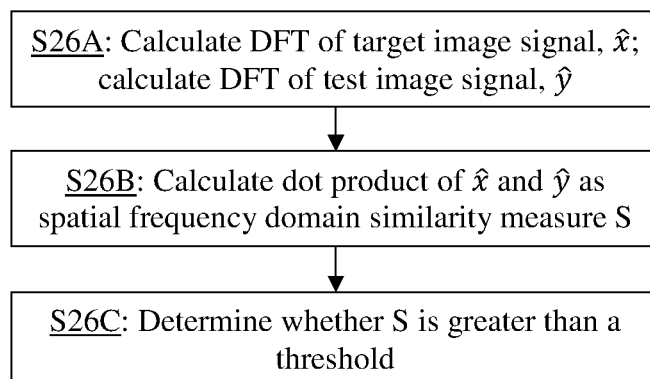 S26A: Calculate DFT of target image signal, x̂;
calculate DFT of test image signal, ŷ
S26B: Calculate dot product of x̂ and ŷ as
spatial frequency domain similarity measure S
S26C: Determine whether S is greater than a
threshold